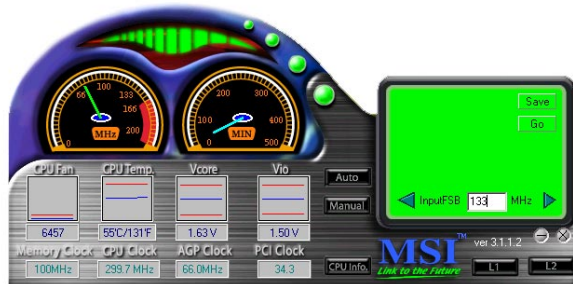 66 100 133 166 200 0
MHz
0 100 200 300 400 500
MIN
Save
Go
InputFSB 133 MHz
CPU Fan CPU Temp. Vcore Vio
6457 55'C/131'F 1.63 V 1.50 V
Auto
Manual
Memory Clock CPU Clock AGP Clock PCI Clock
100MHz 299.7 MHz 66.0MHz 34.3
CPU Info.
MSI TM
Link to the Future
ver 3.1.1.2
L1 L2